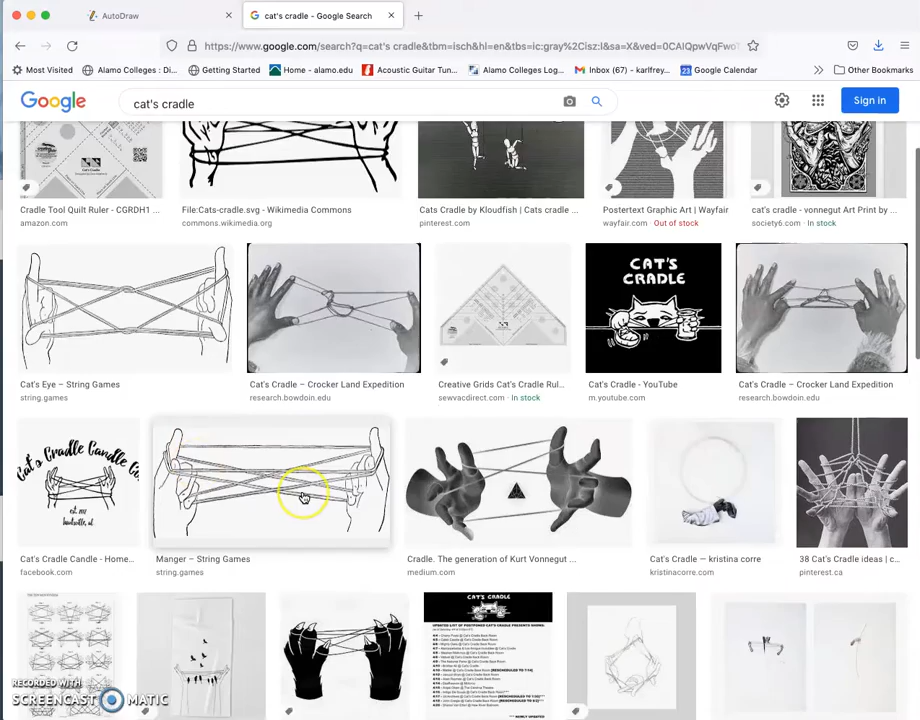 AutoDraw
cat's cradle - Google Search
https://www.google.com/search?q=cat's cradle&tbm=isch&hl=en&tbs=ic:gray%2Cisz:l&sa=X&ved=0CAIQpwVqFwo
Most Visited
Alamo Colleges : Di...
Getting Started
Home - alamo.edu
Acoustic Guitar Tun...
Alamo Colleges Log...
Inbox (67) - karlfrey...
Google Calendar
Other Bookmarks
Google
cat's cradle
Sign in
Cradle Tool Quilt Ruler - CGRDH1 ...
amazon.com
File:Cats-cradle.svg - Wikimedia Commons
commons.wikimedia.org
Cats Cradle by Kloudfish | Cats cradle ...
pinterest.com
Postertext Graphic Art | Wayfair
wayfair.com · Out of stock
cat's cradle - vonnegut Art Print by ...
society6.com · In stock
CAT'S
CRADLE
Cat's Eye – String Games
string.games
Cat's Cradle – Crocker Land Expedition
research.bowdoin.edu
Creative Grids Cat's Cradle Rul...
sewvacdirect.com · In stock
Cat's Cradle - YouTube
m.youtube.com
Cat's Cradle – Crocker Land Expedition
research.bowdoin.edu
Cat's Cradle Candle Co
Cat's Cradle Candle - Home...
facebook.com
Manger – String Games
string.games
Cradle. The generation of Kurt Vonnegut ...
medium.com
Cat's Cradle — kristina corre
kristinacorre.com
38 Cat's Cradle ideas | c...
pinterest.ca
CAT'S
CRADLE
RECORDED WITH
SCREENCAST MATIC